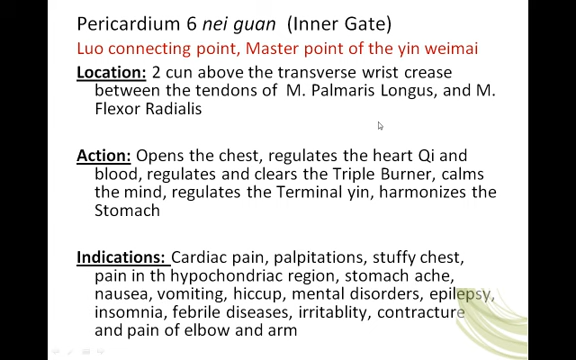 Pericardium 6 nei guan (Inner Gate)
Luo connecting point, Master point of the yin weimai
Location: 2 cun above the transverse wrist crease
between the tendons of M. Palmaris Longus, and M.
Flexor Radialis
Action: Opens the chest, regulates the heart Qi and
blood, regulates and clears the Triple Burner, calms
the mind, regulates the Terminal yin, harmonizes the
Stomach
Indications: Cardiac pain, palpitations, stuffy chest,
pain in th hypochondriac region, stomach ache,
nausea, vomiting, hiccup, mental disorders, epilepsy,
insomnia, febrile diseases, irritablity, contracture
and pain of elbow and arm